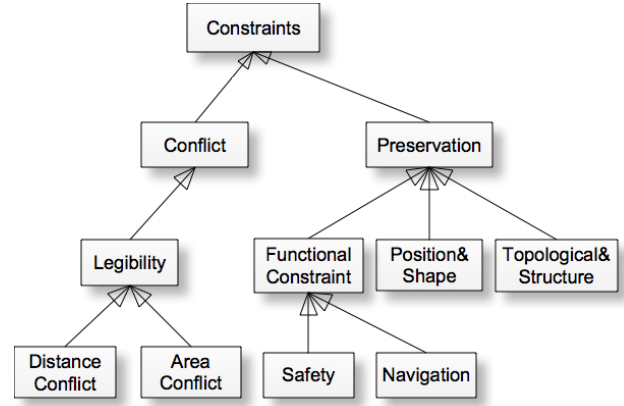 Constraints
Conflict
Preservation
Legibility
Functional
Constraint
Position&
Shape
Topological&
Structure
Distance
Conflict
Area
Conflict
Safety
Navigation